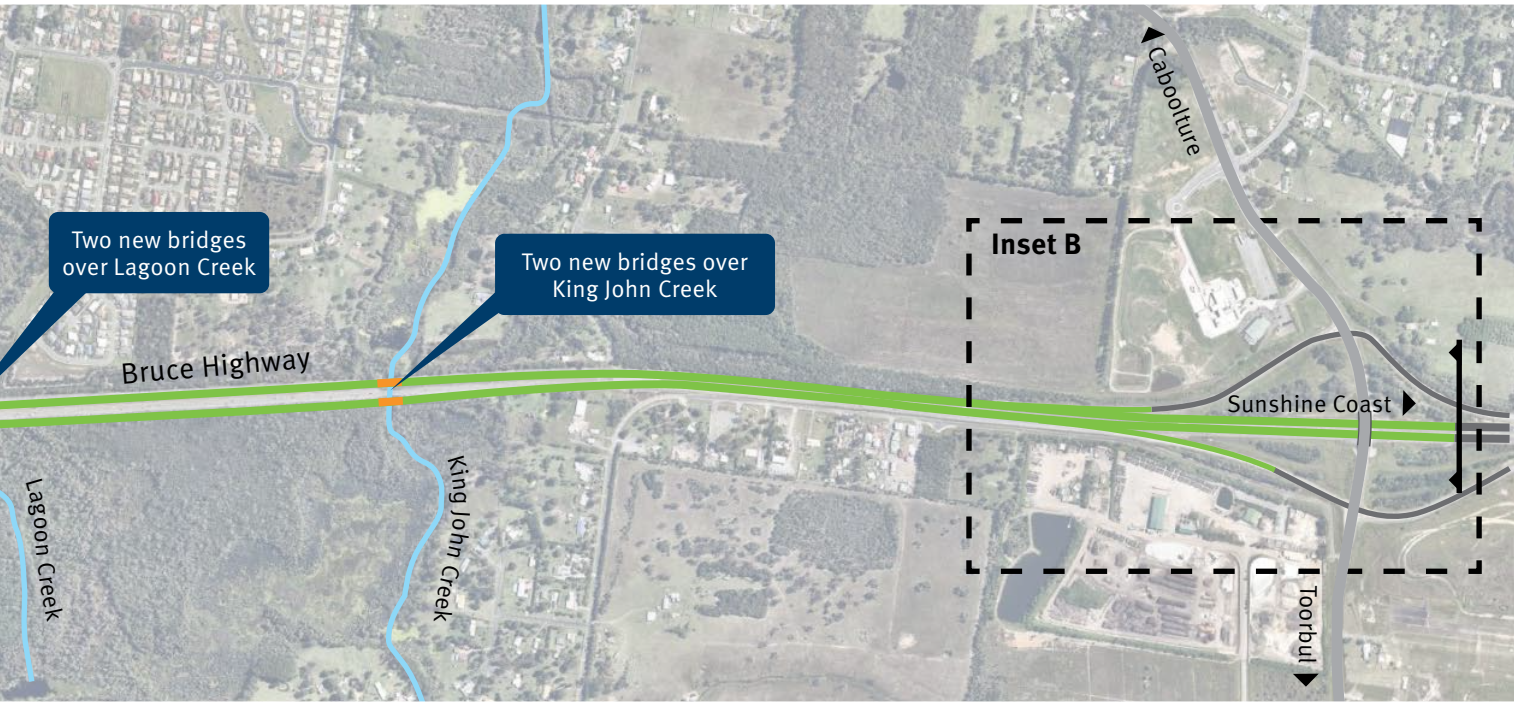 Caboolture
Two new bridges
over Lagoon Creek
Two new bridges over
King John Creek
Inset B
Bruce Highway
Sunshine Coast
Lagoon Creek
King John Creek
Toorbul